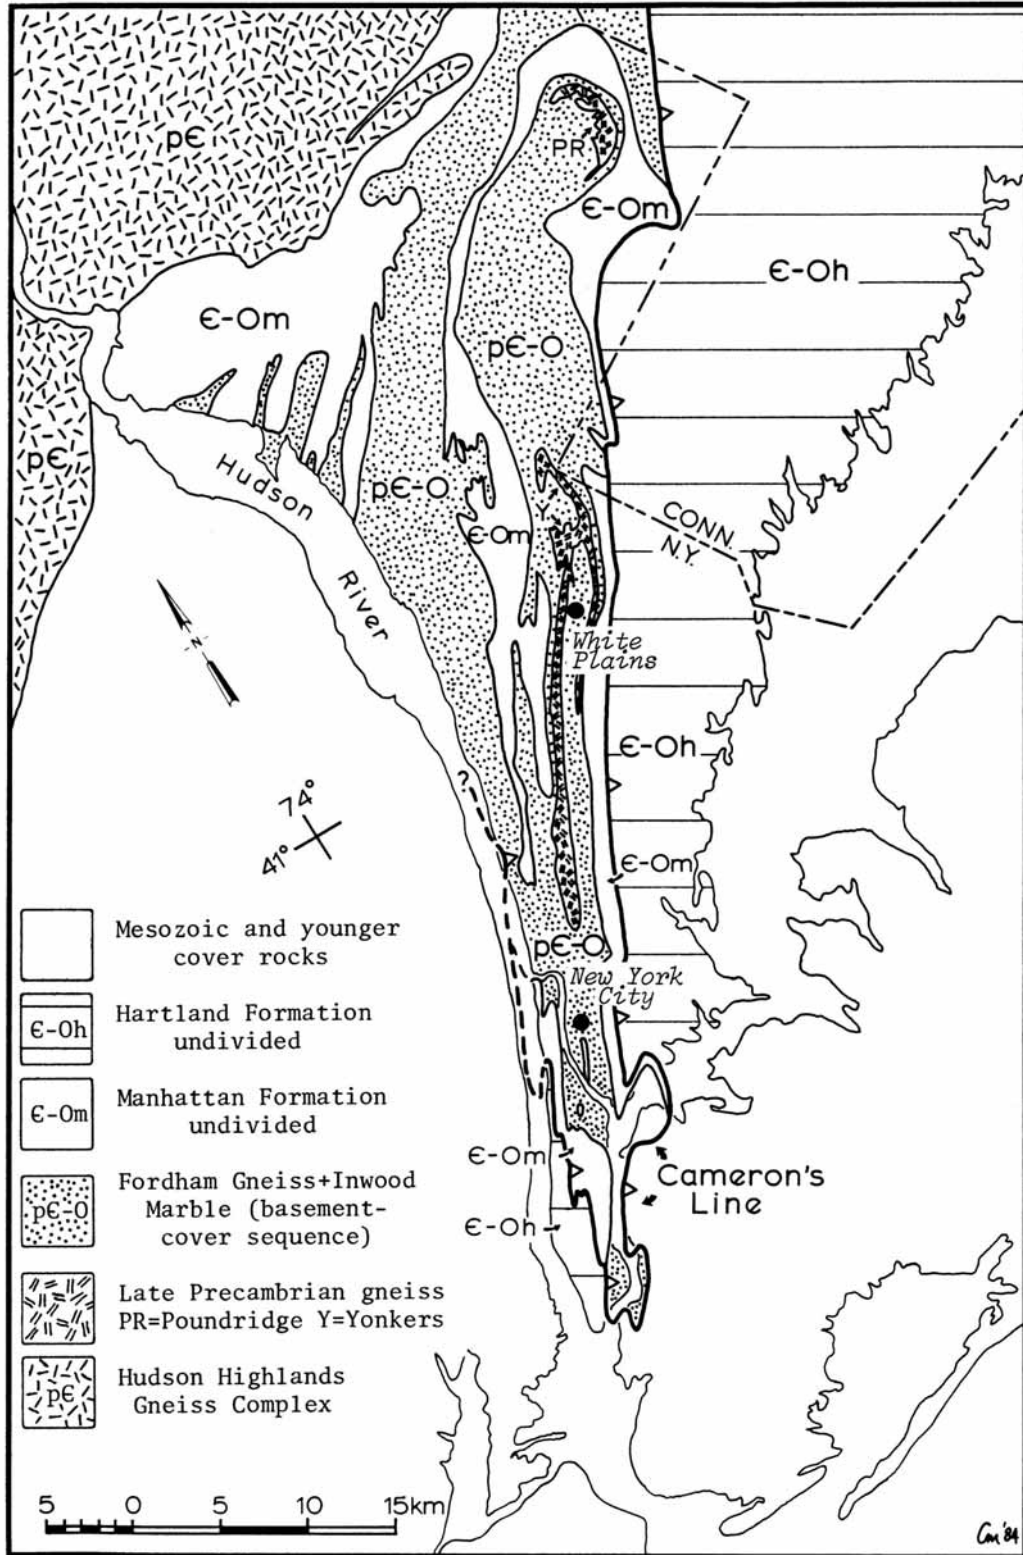 pЄ
PR
Є-Om
Є-Oh
Є-Om
pЄ-O
pЄ
pЄ-O
Hudson
River
Є-Om
Y
CONN.
N.Y.
N
White
Plains
Є-Oh
?
74°
41°
Є-Om
pЄ-O
New York
City
Є-Om
Є-Oh
Cameron's
Line
Mesozoic and younger
cover rocks
Є-Oh
Hartland Formation
undivided
Є-Om
Manhattan Formation
undivided
pЄ-O
Fordham Gneiss+Inwood
Marble (basement-
cover sequence)
Late Precambrian gneiss
PR=Poundridge Y=Yonkers
pЄ
Hudson Highlands
Gneiss Complex
5 0 5 10 15km